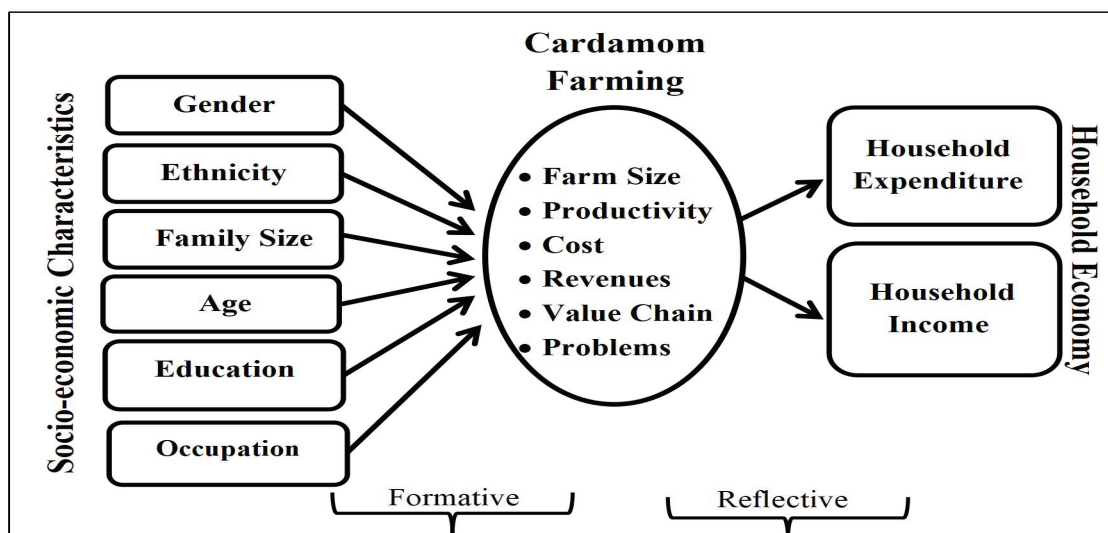 Cardamom
Farming
Socio-economic Characteristics
Gender
Ethnicity
Family Size
Age
Education
Occupation
• Farm Size
• Productivity
• Cost
• Revenues
• Value Chain
• Problems
Household
Expenditure
Household
Income
Household Economy
Formative
Reflective